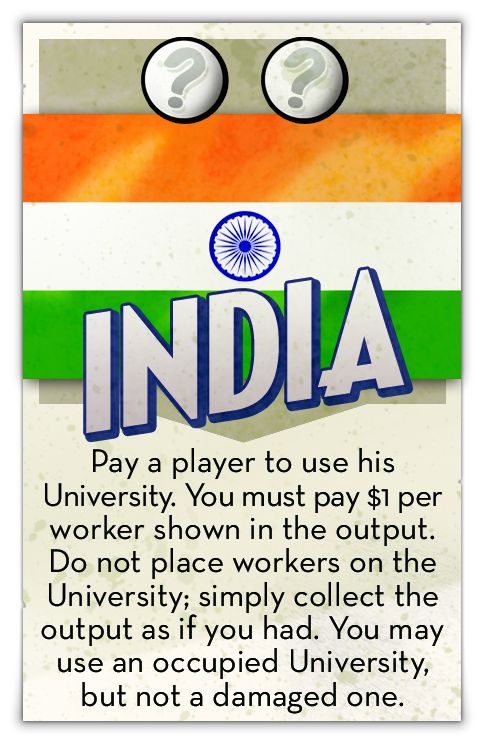 ? ?
INDIA
Pay a player to use his
University. You must pay $1 per
worker shown in the output.
Do not place workers on the
University; simply collect the
output as if you had. You may
use an occupied University,
but not a damaged one.